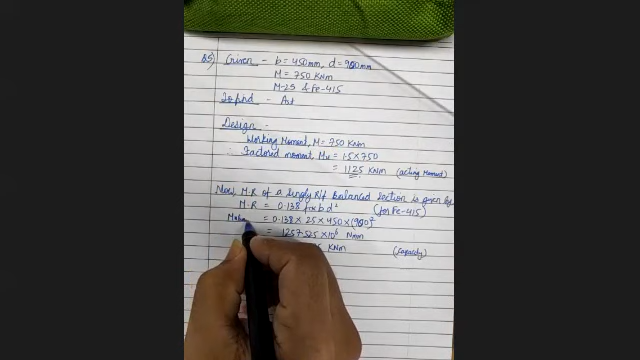 Q5) Given - b = 450mm, d = 900mm
M = 750 KNm
M-25 & Fe-415
To find - Ast
Design -
Working Moment, M = 750 KNm
∴ Factored moment, Mu = 1.5 × 750
= 1125 KNm (acting Moment)
Now, M.R of a singly R/f Balanced Section is given by
M.R = 0.138 fck b d² (for Fe-415)
= 0.138 × 25 × 450 × (900)²
= 1257.525 × 10⁶ Nmm
KNm (capacity)